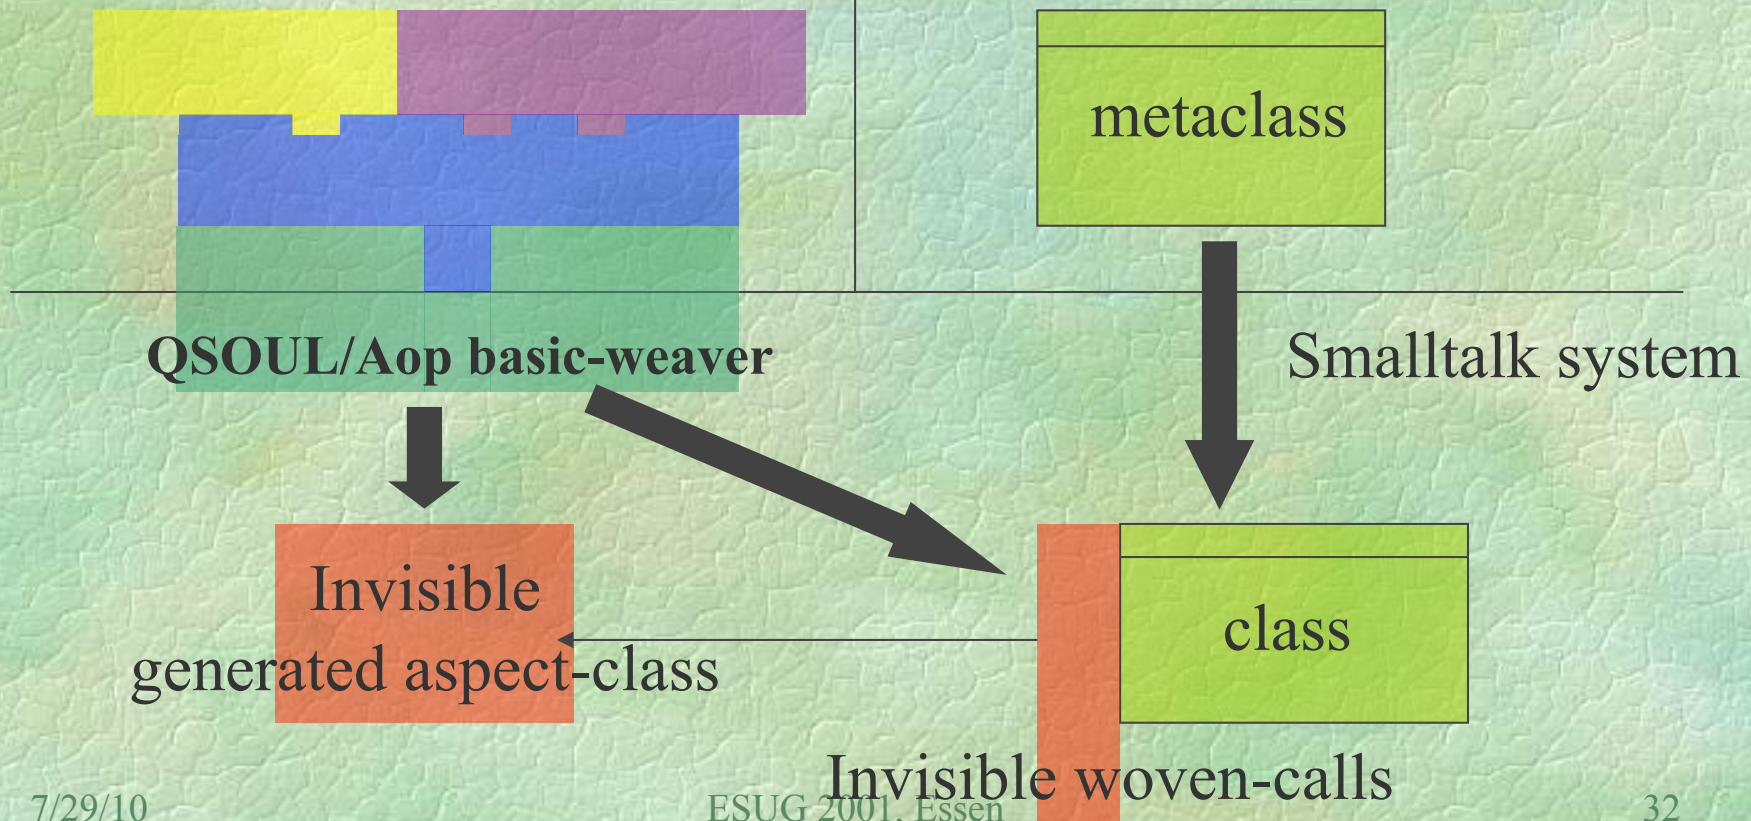 metaclass
QSOUL/Aop basic-weaver
Smalltalk system
Invisible
generated aspect-class
class
Invisible woven-calls
7/29/10
ESUG 2001, Essen
32